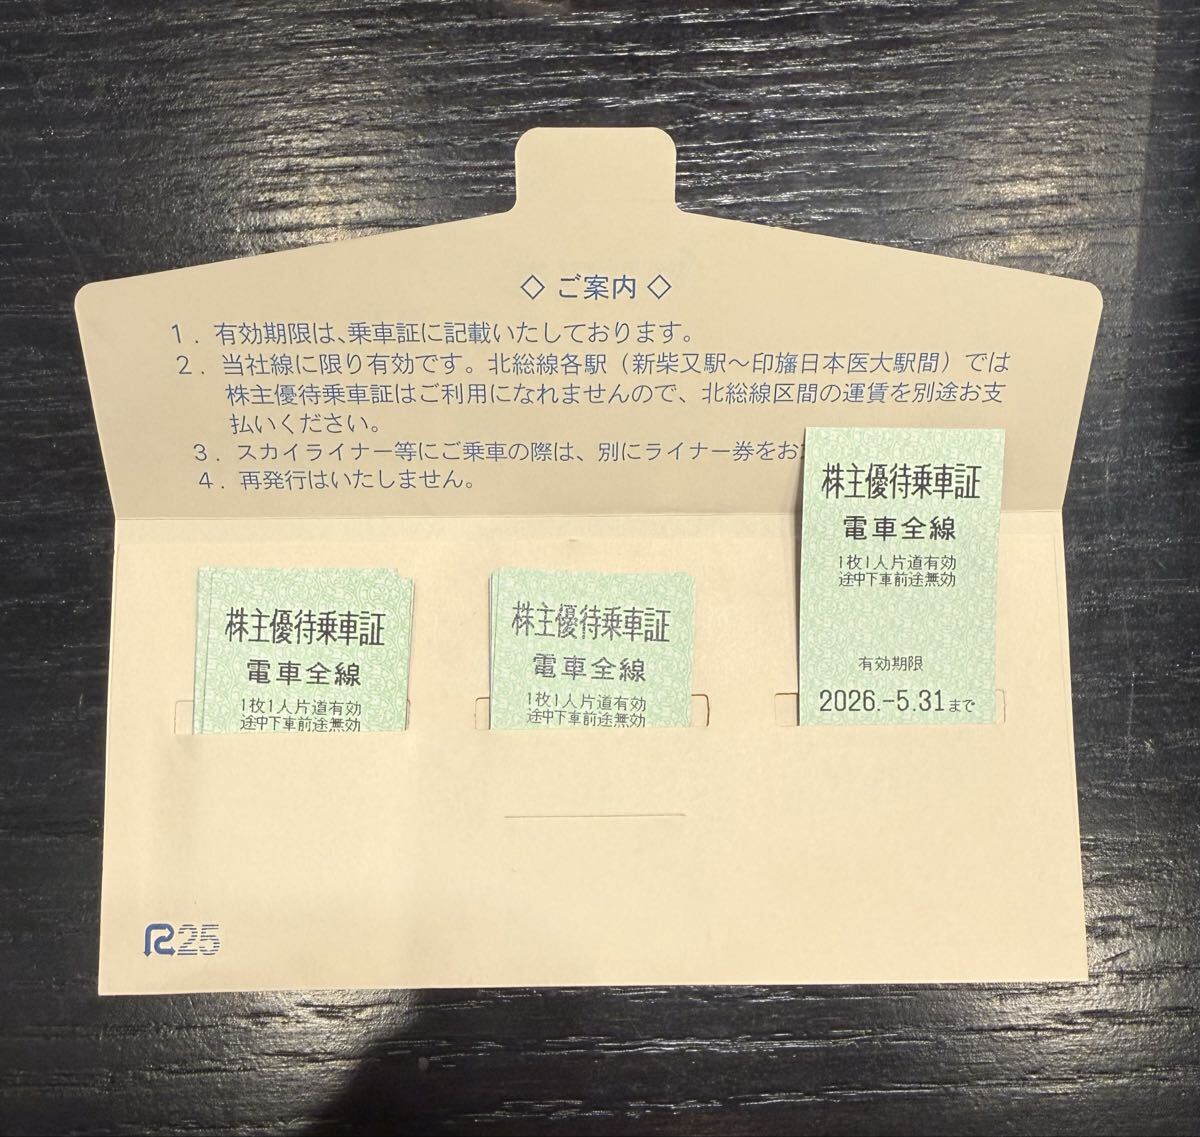 ◇ ご案内 ◇
1．有効期限は、乗車証に記載いたしております。
2．当社線に限り有効です。北総線各駅（新柴又駅～印旛日本医大駅間）では
株主優待乗車証はご利用になれませんので、北総線区間の運賃を別途お支
払いください。
3．スカイライナー等にご乗車の際は、別にライナー券をお
4．再発行はいたしません。
株主優待乗車証
電車全線
1枚1人片道有効
途中下車前途無効
株主優待乗車証
電車全線
1枚1人片道有効
途中下車前途無効
株主優待乗車証
電車全線
1枚1人片道有効
途中下車前途無効
有効期限
2026.-5.31まで
R25